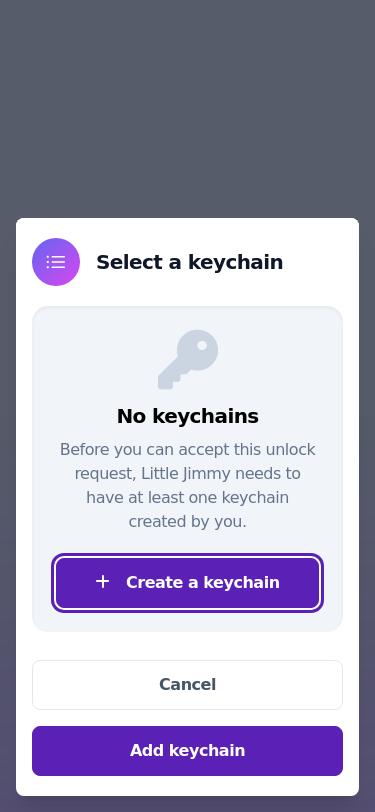 Select a keychain
No keychains
Before you can accept this unlock
request, Little Jimmy needs to
have at least one keychain
created by you.
Create a keychain
Cancel
Add keychain